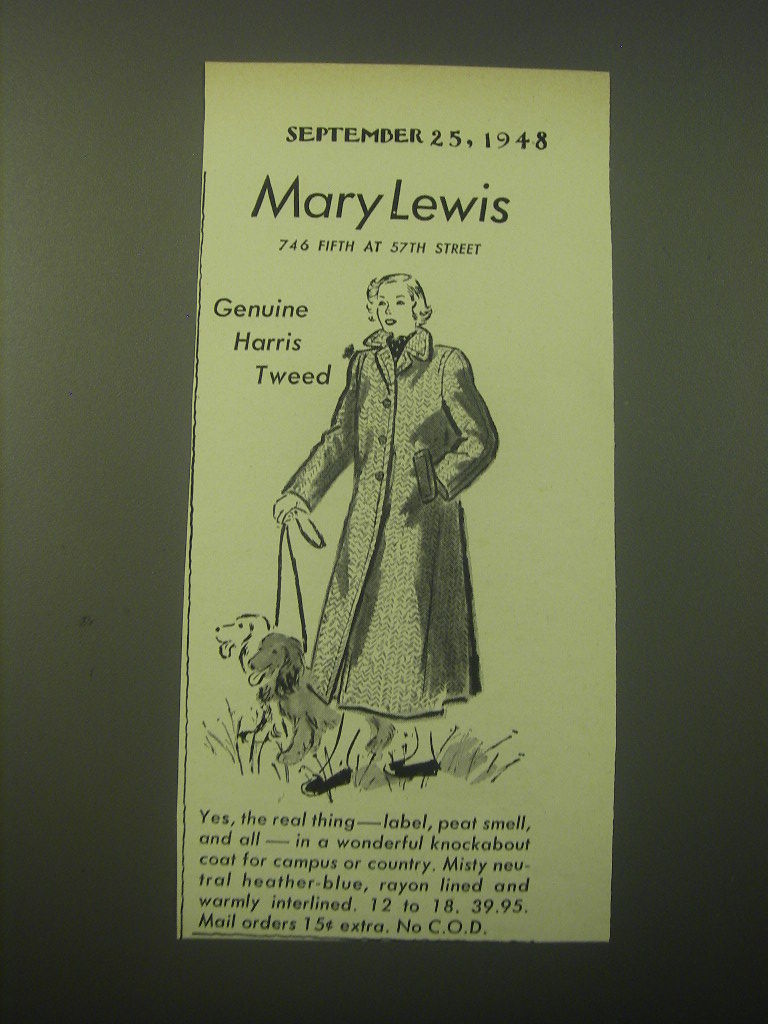 SEPTEMBER 25, 1948
Mary Lewis
746 FIFTH AT 57TH STREET
Genuine
Harris
Tweed
Yes, the real thing—label, peat smell,
and all — in a wonderful knockabout
coat for campus or country. Misty neu-
tral heather-blue, rayon lined and
warmly interlined. 12 to 18. 39.95.
Mail orders 15¢ extra. No C.O.D.